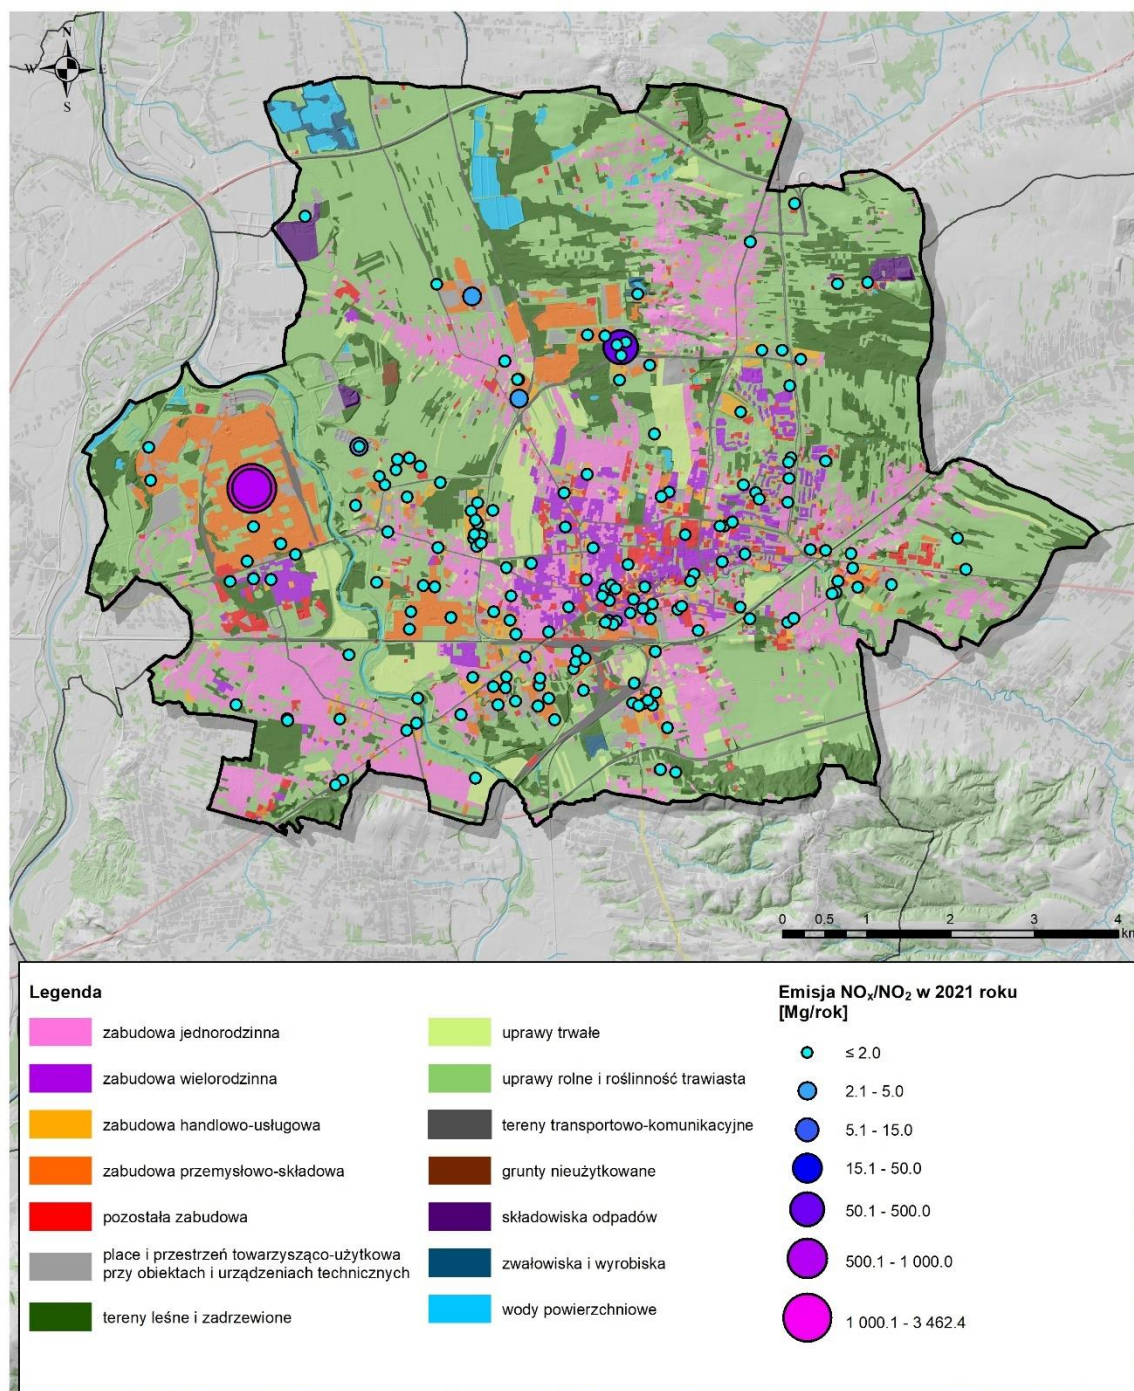 N
W E
S
0 0.5 1 2 3 4
km
Legenda
zabudowa jednorodzinna
zabudowa wielorodzinna
zabudowa handlowo-usługowa
zabudowa przemysłowo-składowa
pozostała zabudowa
place i przestrzeń towarzysząco-użytkowa
przy obiektach i urządzeniach technicznych
tereny leśne i zadrzewione
uprawy trwałe
uprawy rolne i roślinność trawiasta
tereny transportowo-komunikacyjne
grunty nieużytkowane
składowiska odpadów
zwałowiska i wyrobiska
wody powierzchniowe
Emisja NOₓ/NO₂ w 2021 roku
[Mg/rok]
≤ 2.0
2.1 - 5.0
5.1 - 15.0
15.1 - 50.0
50.1 - 500.0
500.1 - 1 000.0
1 000.1 - 3 462.4